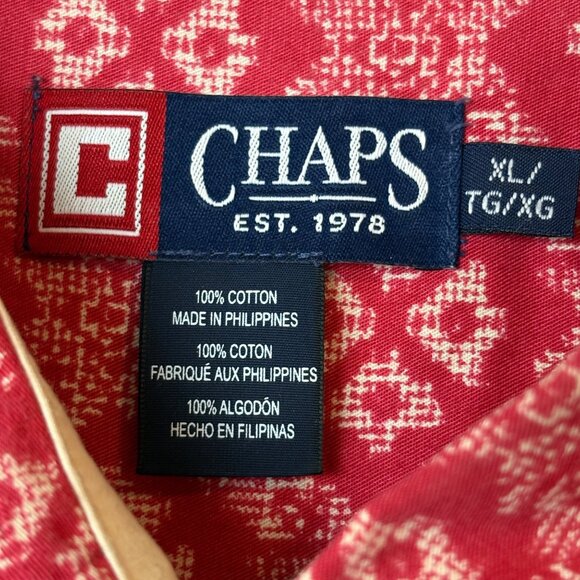 C
CHAPS
EST. 1978
XL/
TG/XG
100% COTTON
MADE IN PHILIPPINES
100% COTON
FABRIQUÉ AUX PHILIPPINES
100% ALGODÓN
HECHO EN FILIPINAS